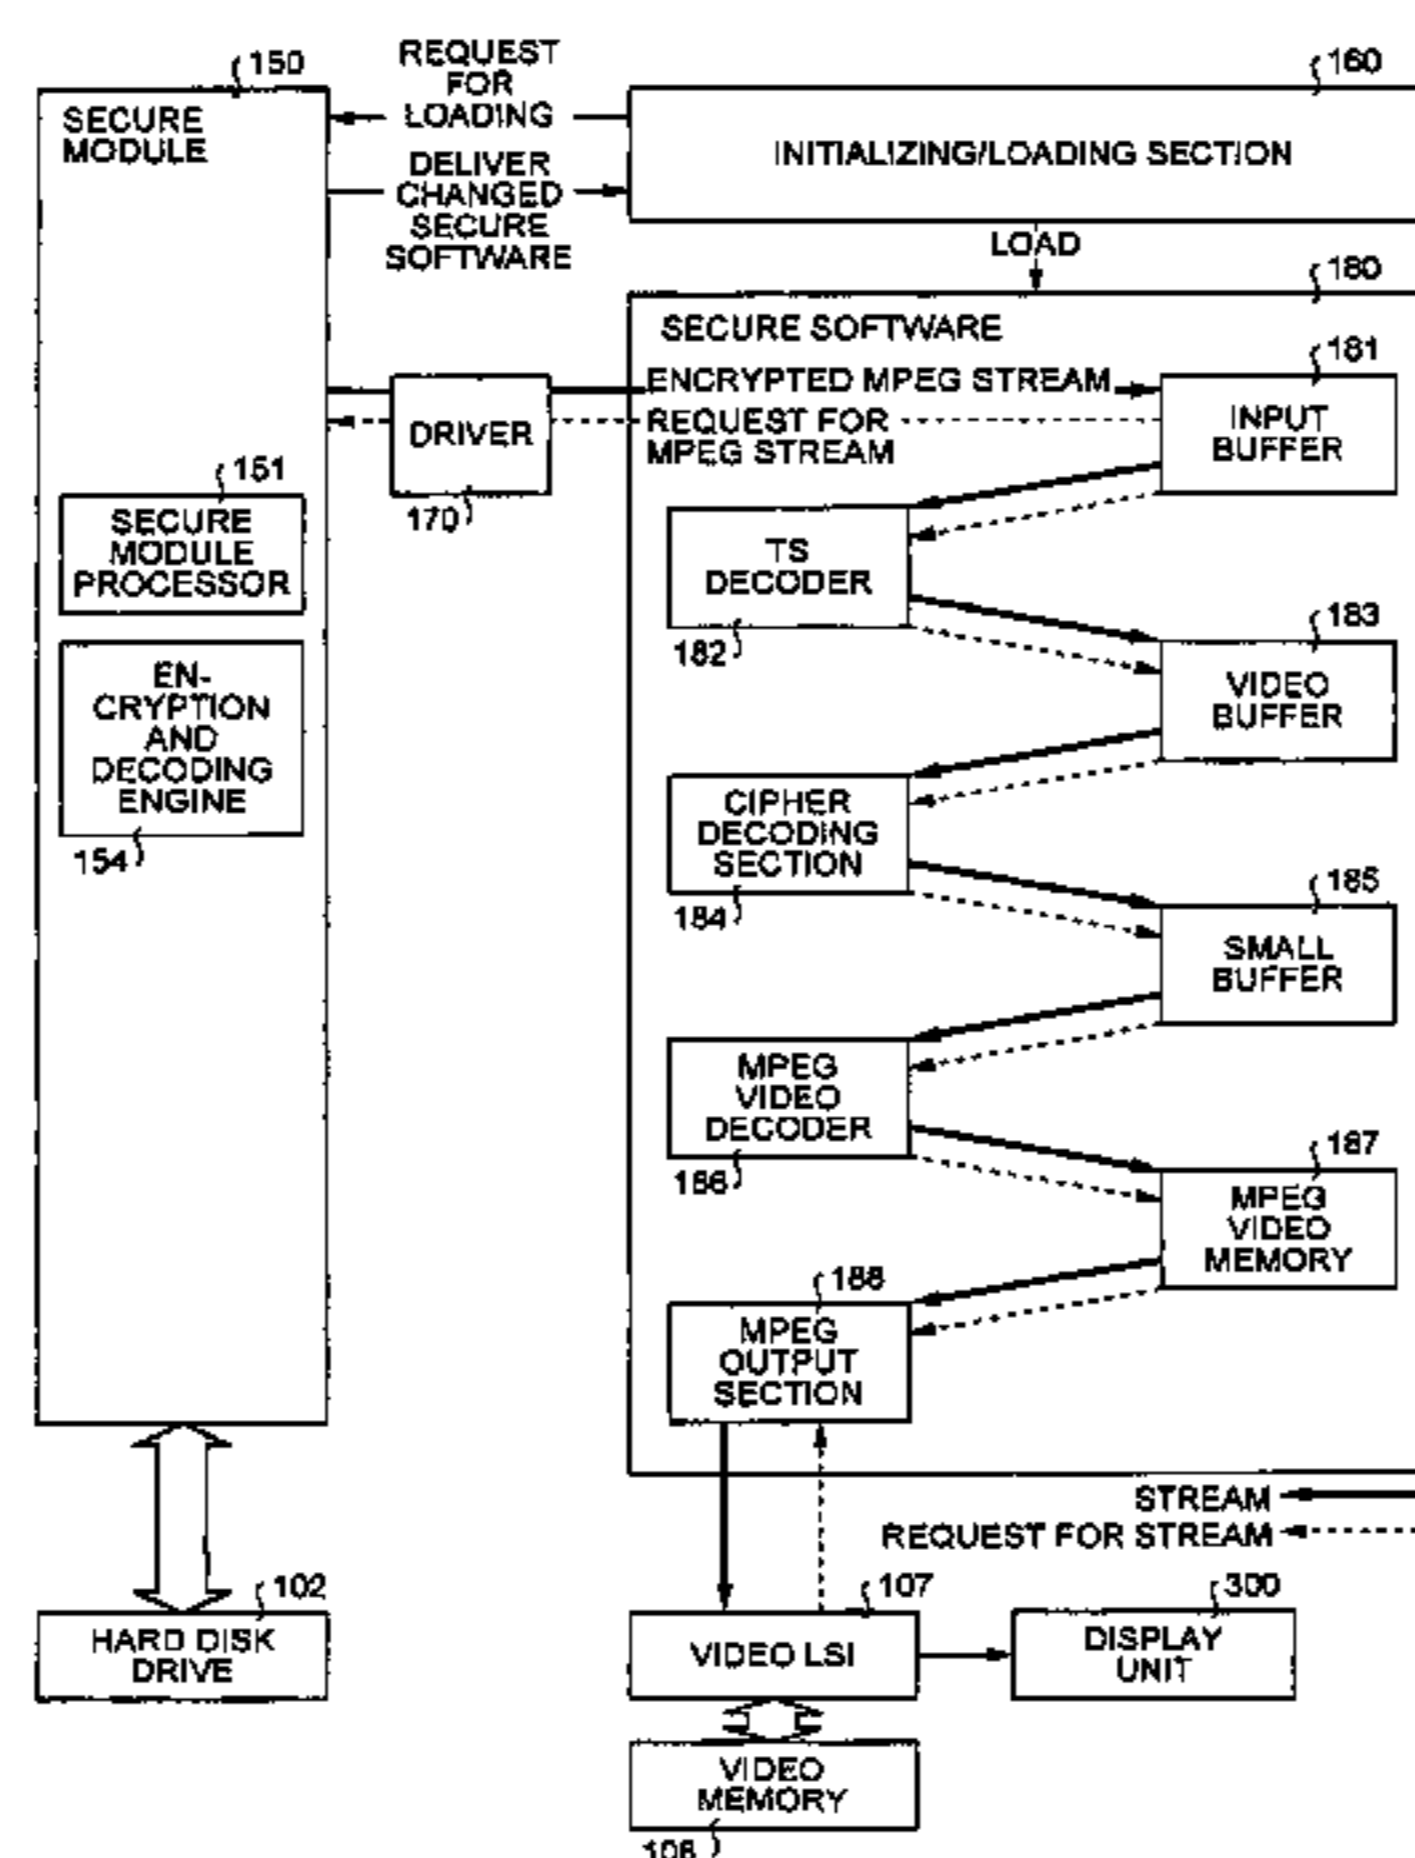 150
SECURE
MODULE
REQUEST
FOR
LOADING
DELIVER
CHANGED
SECURE
SOFTWARE
160
INITIALIZING/LOADING SECTION
LOAD
180
SECURE SOFTWARE
ENCRYPTED MPEG STREAM
REQUEST FOR
MPEG STREAM
DRIVER
170
181
INPUT
BUFFER
151
SECURE
MODULE
PROCESSOR
TS
DECODER
182
183
VIDEO
BUFFER
EN-
CRYPTION
AND
DECODING
ENGINE
154
CIPHER
DECODING
SECTION
184
185
SMALL
BUFFER
MPEG
VIDEO
DECODER
186
187
MPEG
VIDEO
MEMORY
188
MPEG
OUTPUT
SECTION
STREAM
REQUEST FOR STREAM
102
HARD DISK
DRIVE
107
VIDEO LSI
300
DISPLAY
UNIT
VIDEO
MEMORY